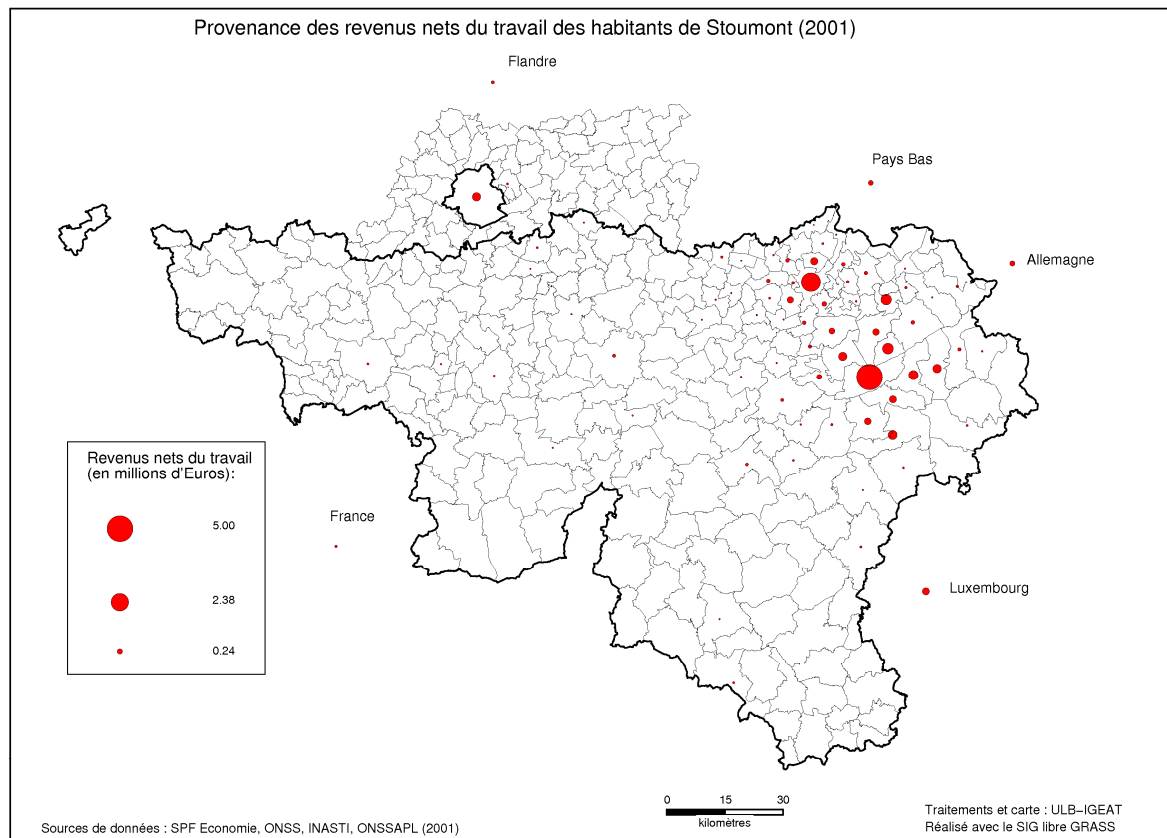 Provenance des revenus nets du travail des habitants de Stoumont (2001)
Flandre
Pays Bas
Allemagne
Revenus nets du travail
(en millions d'Euros):
5.00
2.38
0.24
France
Luxembourg
0 15 30
kilomètres
Sources de données : SPF Economie, ONSS, INASTI, ONSSAPL (2001)
Traitements et carte : ULB–IGEAT
Réalisé avec le SIG libre GRASS